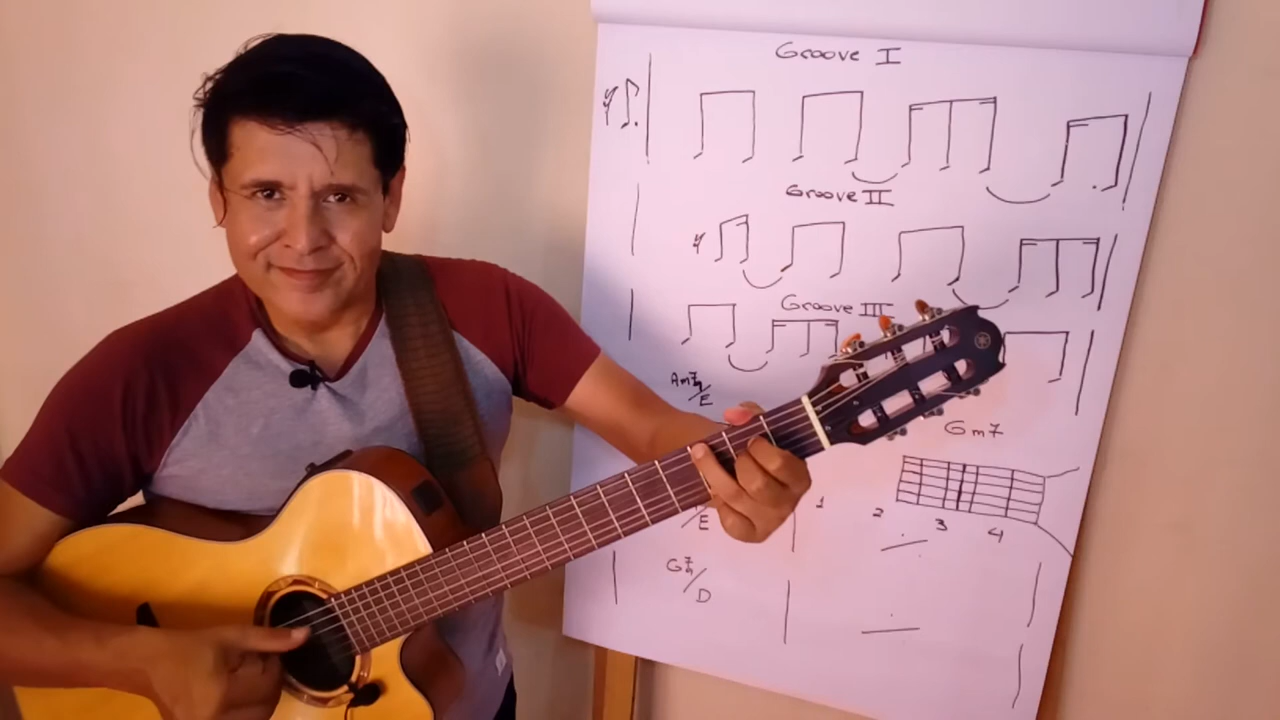 Groove I
Groove II
Groove III
Am7/E
Gm7
/E
1 2 3 4
G7/D